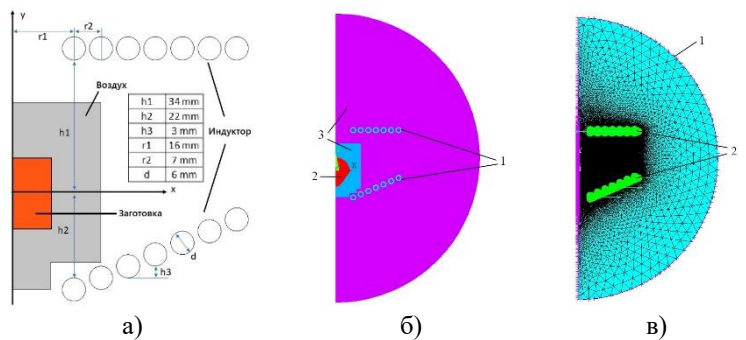 y
r1
r2
Воздух
h1
h1 34 mm
h2 22 mm
h3 3 mm
r1 16 mm
r2 7 mm
d 6 mm
Индуктор
x
Заготовка
h2
d
h3
а)
3
2
X
1
б)
1
2
в)